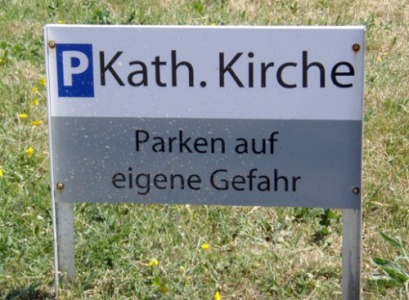 P Kath. Kirche
Parken auf
eigene Gefahr